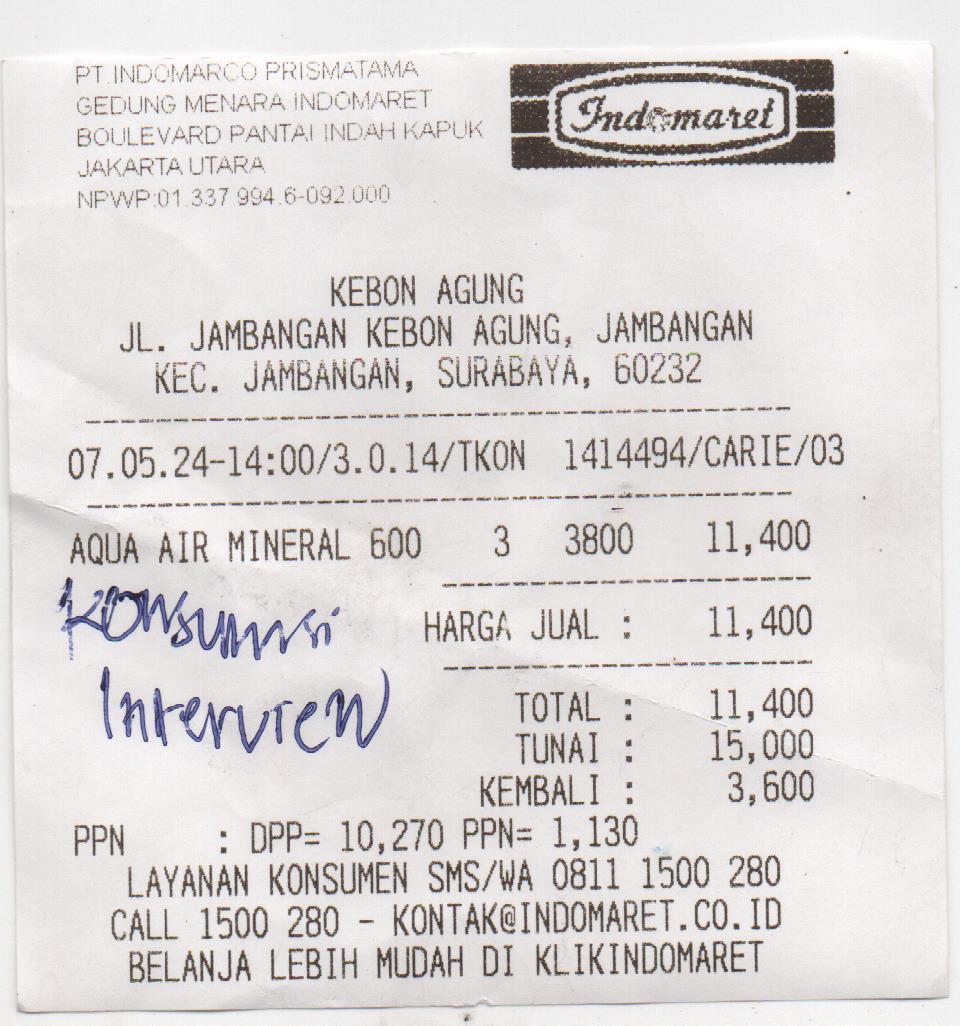 PT.INDOMARCO PRISMATAMA
GEDUNG MENARA INDOMARET
BOULEVARD PANTAI INDAH KAPUK
JAKARTA UTARA
NPWP:01.337.994.6-092.000
Indomaret
KEBON AGUNG
JL. JAMBANGAN KEBON AGUNG, JAMBANGAN
KEC. JAMBANGAN, SURABAYA, 60232
07.05.24-14:00/3.0.14/TKON 1414494/CARIE/03
AQUA AIR MINERAL 600 3 3800 11,400
HARGA JUAL : 11,400
Konsumsi
Interview
TOTAL : 11,400
TUNAI : 15,000
KEMBALI : 3,600
PPN : DPP= 10,270 PPN= 1,130
LAYANAN KONSUMEN SMS/WA 0811 1500 280
CALL 1500 280 - KONTAK@INDOMARET.CO.ID
BELANJA LEBIH MUDAH DI KLIKINDOMARET